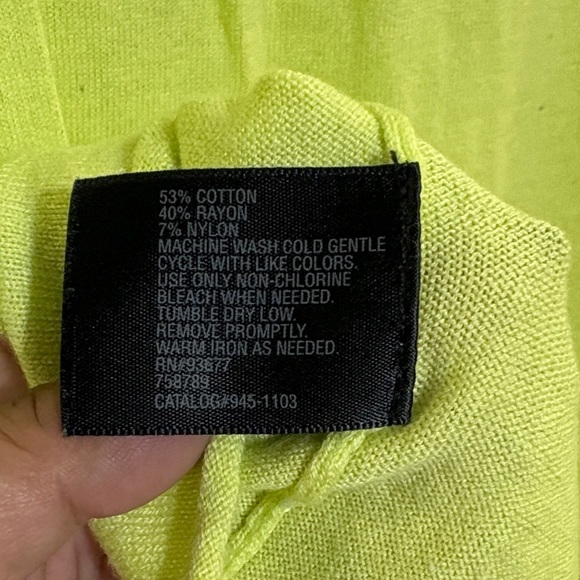 53% COTTON
40% RAYON
7% NYLON
MACHINE WASH COLD GENTLE
CYCLE WITH LIKE COLORS.
USE ONLY NON-CHLORINE
BLEACH WHEN NEEDED.
TUMBLE DRY LOW.
REMOVE PROMPTLY.
WARM IRON AS NEEDED.
RN#93677
758789
CATALOG#945-1103